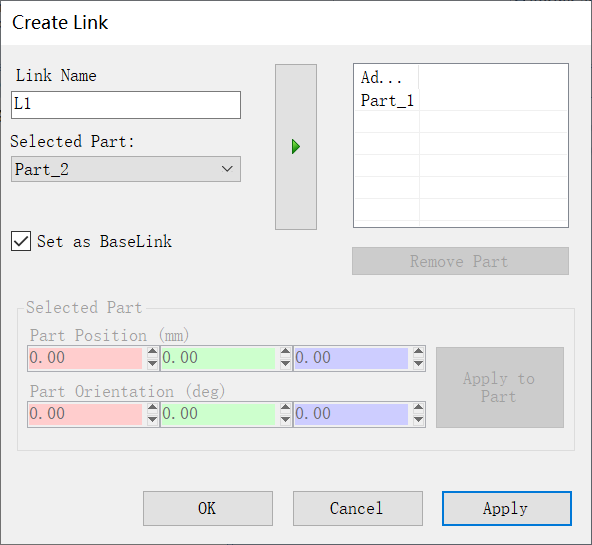 Create Link
Link Name
L1
Selected Part:
Part_2
Set as BaseLink
Ad...
Part_1
Remove Part
Selected Part
Part Position (mm)
0.00 0.00 0.00
Part Orientation (deg)
0.00 0.00 0.00
Apply to
Part
OK Cancel Apply